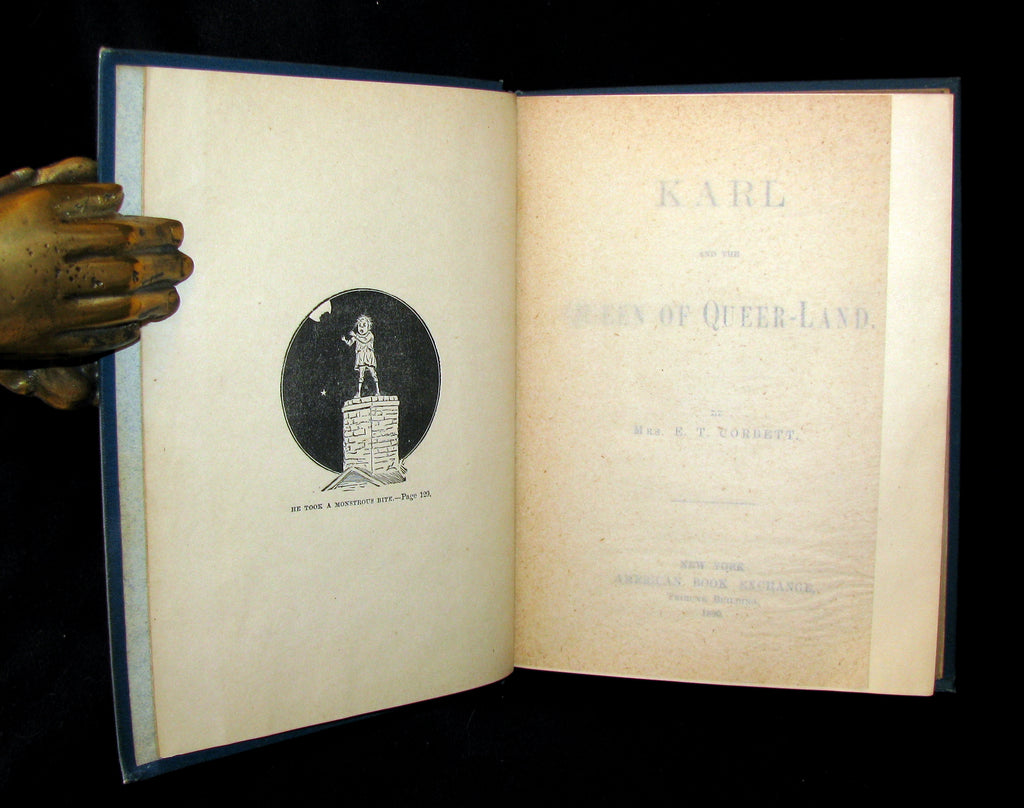 HE TOOK A MONSTROUS BITE.—Page 129.
KARL
AND THE
QUEEN OF QUEER-LAND.
BY
MRS. E. T. CORBETT.
NEW YORK
AMERICAN BOOK EXCHANGE,
TRIBUNE BUILDING,
1880.